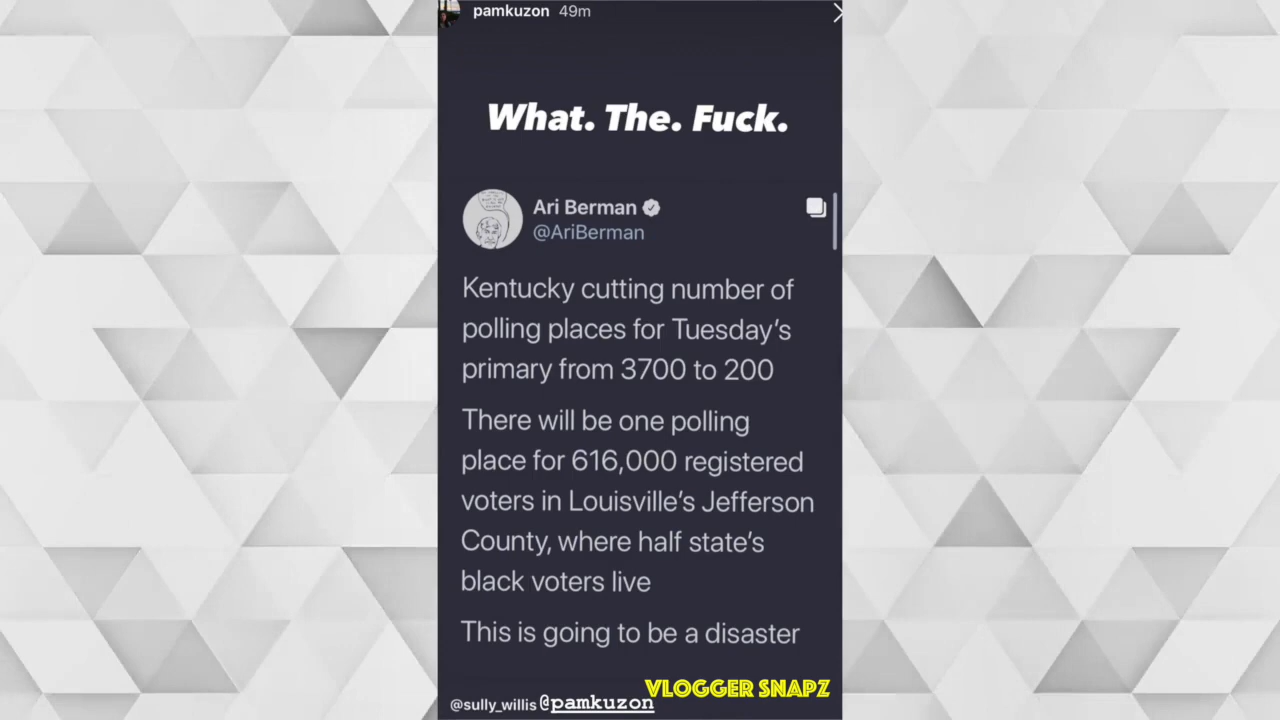 pamkuzon 49m
What. The. Fuck.
Ari Berman
@AriBerman
Kentucky cutting number of
polling places for Tuesday's
primary from 3700 to 200
There will be one polling
place for 616,000 registered
voters in Louisville's Jefferson
County, where half state's
black voters live
This is going to be a disaster
VLOGGER SNAPZ
@sully_willis @pamkuzon